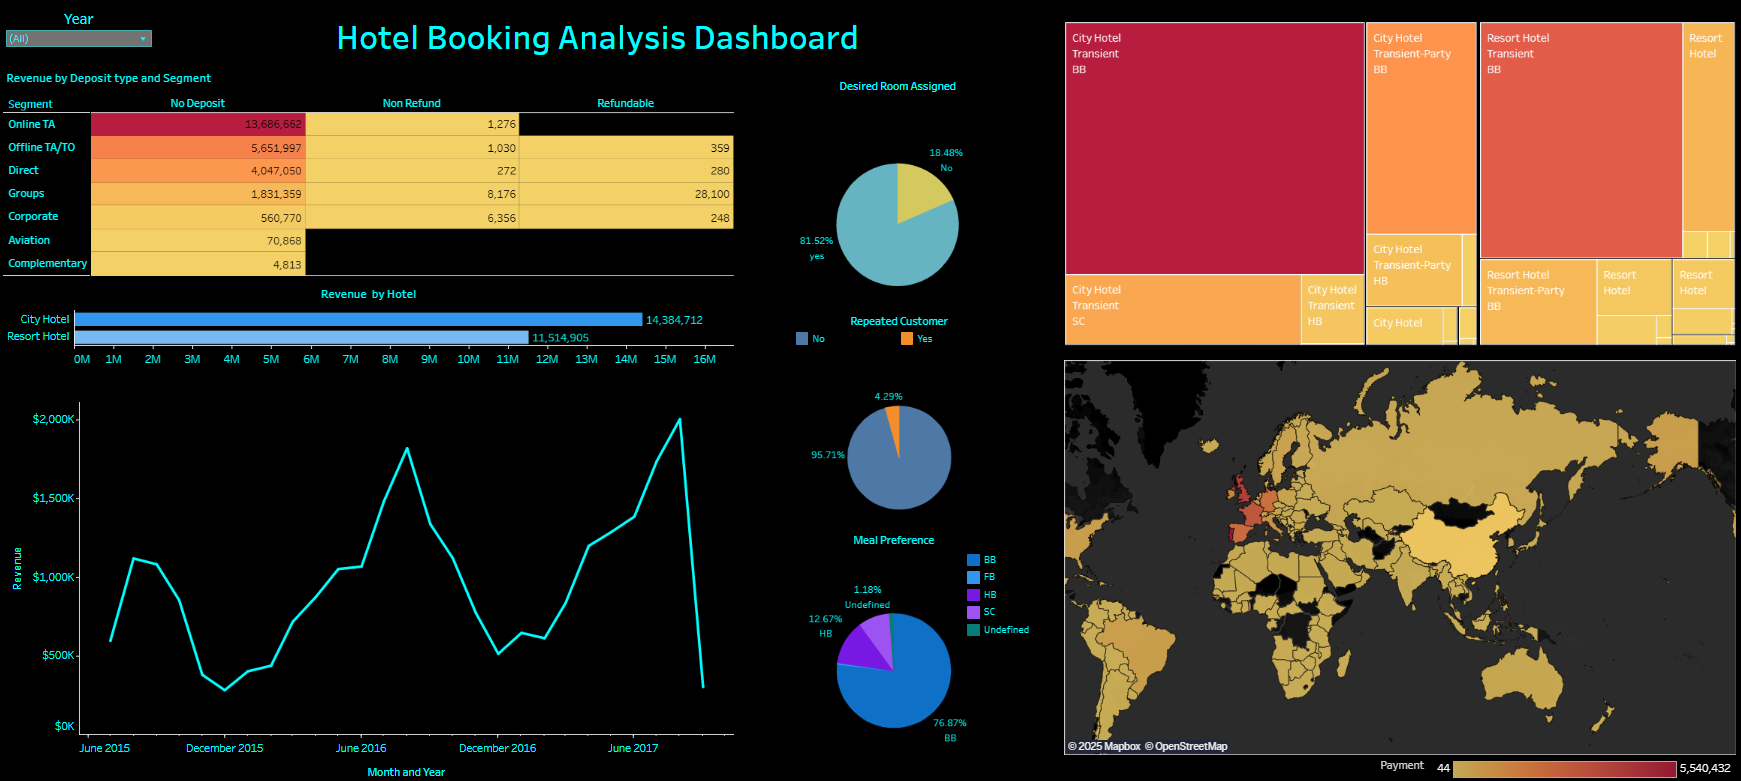 Year
(All)
Hotel Booking Analysis Dashboard
Revenue by Deposit type and Segment
Segment No Deposit Non Refund Refundable
Online TA 13,686,662 1,276
Offline TA/TO 5,651,997 1,030 359
Direct 4,047,050 272 280
Groups 1,831,359 8,176 28,100
Corporate 560,770 6,356 248
Aviation 70,868
Complementary 4,813
Revenue by Hotel
City Hotel 14,384,712
Resort Hotel 11,514,905
0M 1M 2M 3M 4M 5M 6M 7M 8M 9M 10M 11M 12M 13M 14M 15M 16M
$2,000K
$1,500K
$1,000K
$500K
$0K
Revenue
June 2015 December 2015 June 2016 December 2016 June 2017
Month and Year
Desired Room Assigned
18.48%
No
81.52%
yes
Repeated Customer
No Yes
4.29%
95.71%
Meal Preference
BB
FB
HB
SC
Undefined
1.18%
Undefined
12.67%
HB
76.87%
BB
City Hotel
Transient
BB
City Hotel
Transient-Party
BB
Resort Hotel
Transient
BB
Resort
Hotel
City Hotel
Transient-Party
HB
City Hotel
Transient
SC
City Hotel
Transient
HB
City Hotel
Resort Hotel
Transient-Party
BB
Resort
Hotel
Resort
Hotel
© 2025 Mapbox © OpenStreetMap
Payment 44 5,540,432